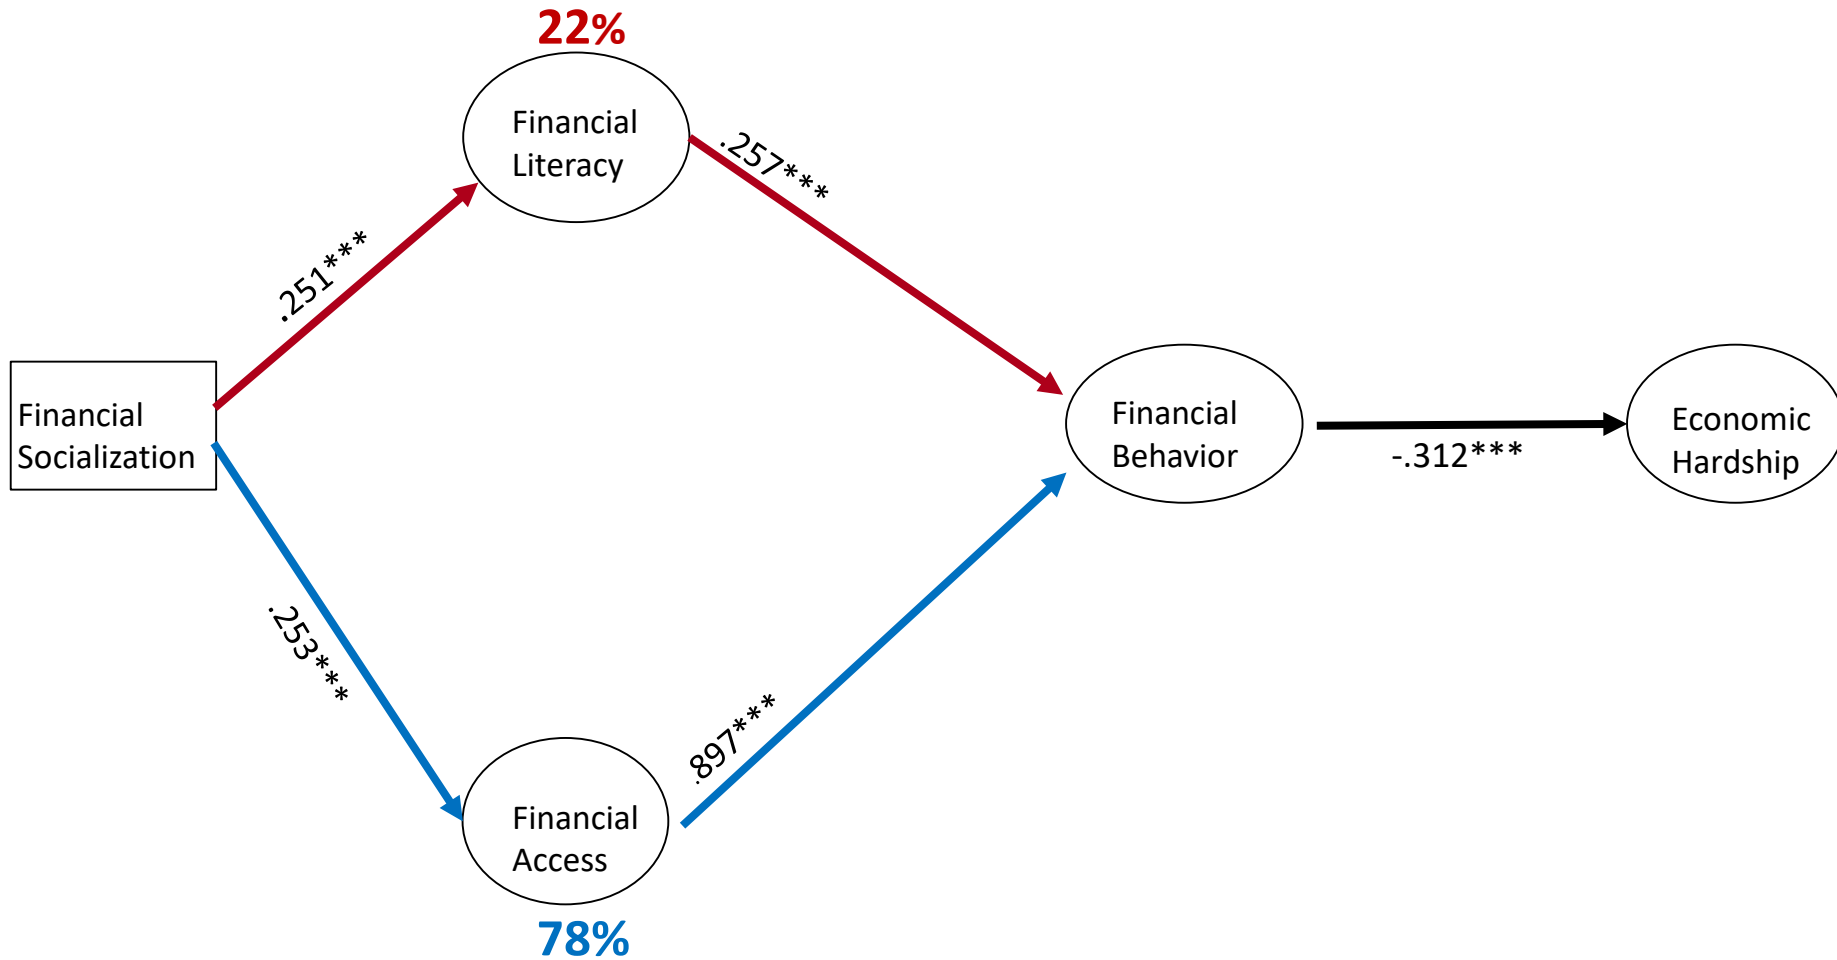 22%
Financial
Literacy
.257***
.251***
Financial
Socialization
Financial
Behavior
-.312***
Economic
Hardship
.253***
.897***
Financial
Access
78%